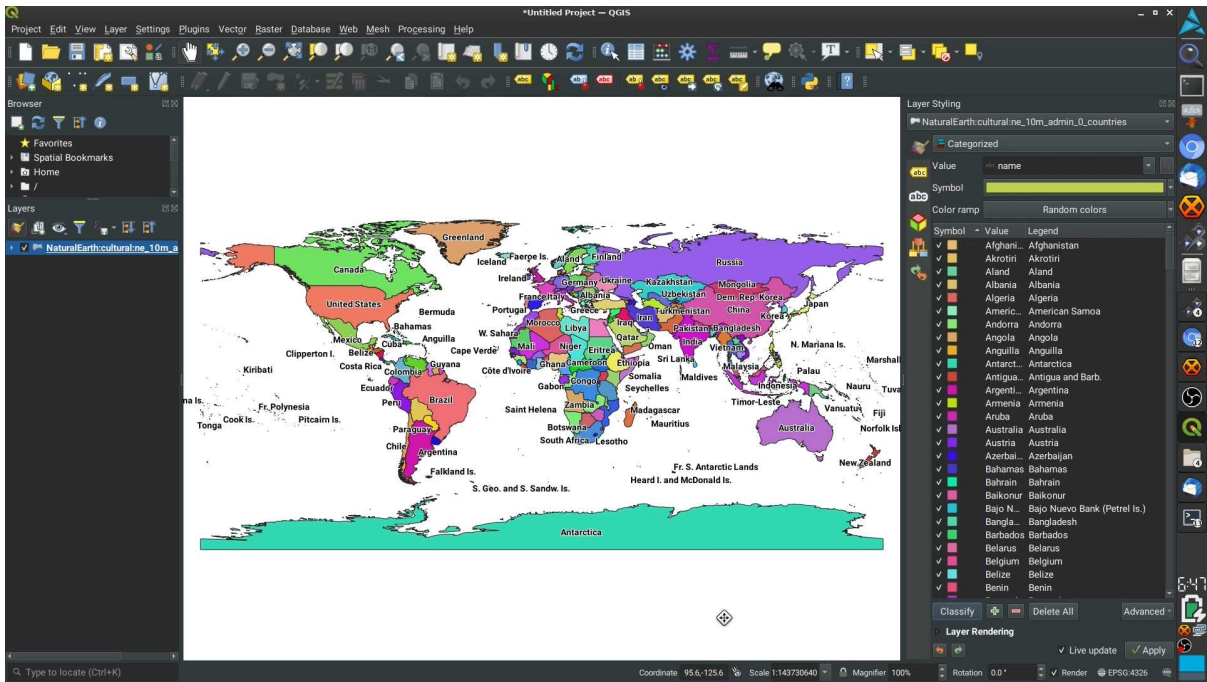 *Untitled Project — QGIS
Project Edit View Layer Settings Plugins Vector Raster Database Web Mesh Processing Help
Browser
Favorites
Spatial Bookmarks
Home
/
Layers
NaturalEarth:cultural:ne_10m_a
Greenland
Iceland Faeroe Is. Aland Finland
Russia
Canada
Ireland Germany Ukraine Kazakhstan Mongolia
France Italy Albania Uzbekistan Dem. Rep. Korea
United States
Bermuda Portugal Greece Turkmenistan China Korea Japan
Bahamas Morocco Libya Iraq Iran Pakistan Bangladesh
Mexico Cuba Anguilla W. Sahara Qatar India Vietnam N. Mariana Is.
Clipperton I. Belize Cape Verde Mali Niger Eritrea Oman
Kiribati Costa Rica Guyana Côte d'Ivoire Ghana Cameroon Ethiopia Sri Lanka Malaysia Palau Marshal
Colombia Somalia Maldives
Ecuador Gabon Congo Seychelles Indonesia Nauru Tuva
na Is. Fr. Polynesia Peru Brazil Saint Helena Zambia Timor-Leste Vanuatu Fiji
Cook Is. Pitcairn Is. Madagascar
Tonga Paraguay Botswana Mauritius Australia Norfolk Isl
Chile Argentina South Africa Lesotho
Falkland Is. Fr. S. Antarctic Lands New Zealand
S. Geo. and S. Sandw. Is. Heard I. and McDonald Is.
Antarctica
Layer Styling
NaturalEarth:cultural:ne_10m_admin_0_countries
Categorized
Value name
Symbol
Color ramp Random colors
Symbol Value Legend
Afghani... Afghanistan
Akrotiri Akrotiri
Aland Aland
Albania Albania
Algeria Algeria
Americ... American Samoa
Andorra Andorra
Angola Angola
Anguilla Anguilla
Antarct... Antarctica
Antigua... Antigua and Barb.
Argenti... Argentina
Armenia Armenia
Aruba Aruba
Australia Australia
Austria Austria
Azerbai... Azerbaijan
Bahamas Bahamas
Bahrain Bahrain
Baikonur Baikonur
Bajo N... Bajo Nuevo Bank (Petrel Is.)
Bangla... Bangladesh
Barbados Barbados
Belarus Belarus
Belgium Belgium
Belize Belize
Benin Benin
Classify Delete All Advanced
Layer Rendering
Live update Apply
Type to locate (Ctrl+K)
Coordinate 95.6,-125.6 Scale 1:143730640 Magnifier 100% Rotation 0.0° Render EPSG:4326
6:47